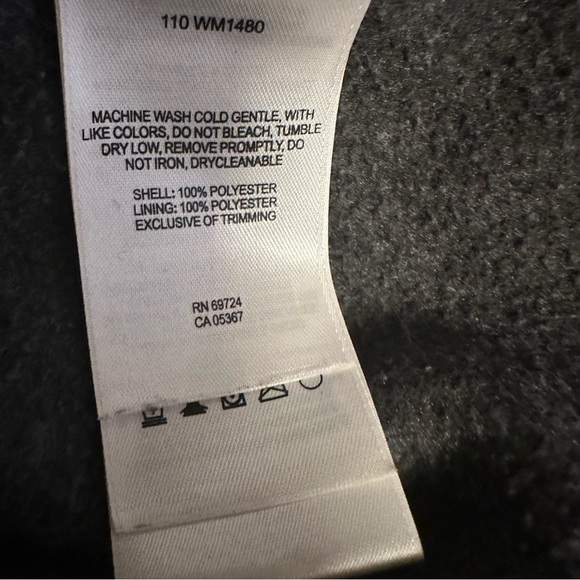 110 WM1480
MACHINE WASH COLD GENTLE, WITH
LIKE COLORS, DO NOT BLEACH, TUMBLE
DRY LOW, REMOVE PROMPTLY, DO
NOT IRON, DRYCLEANABLE
SHELL: 100% POLYESTER
LINING: 100% POLYESTER
EXCLUSIVE OF TRIMMING
RN 69724
CA 05367